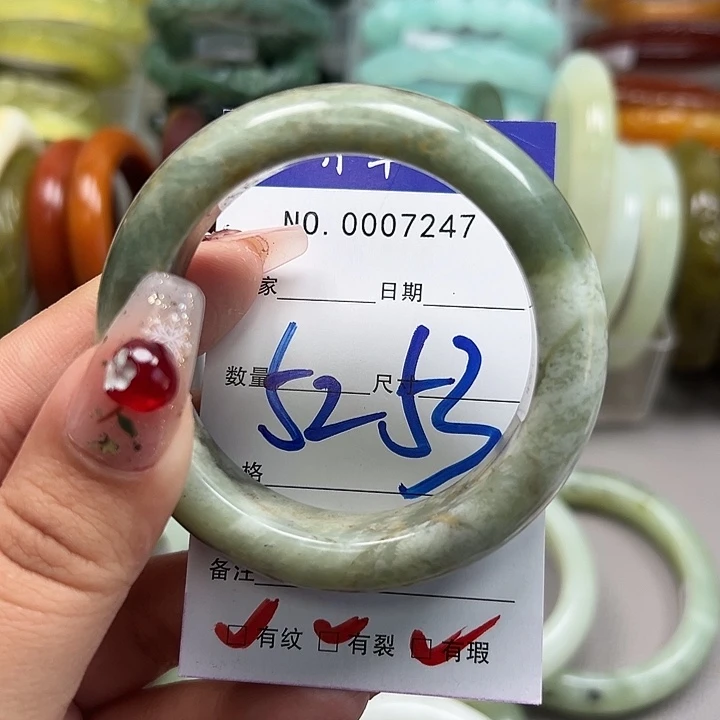 NO. 0007247
家 日期
数量 52 尺寸 53
格
备注
有纹 有裂 有瑕